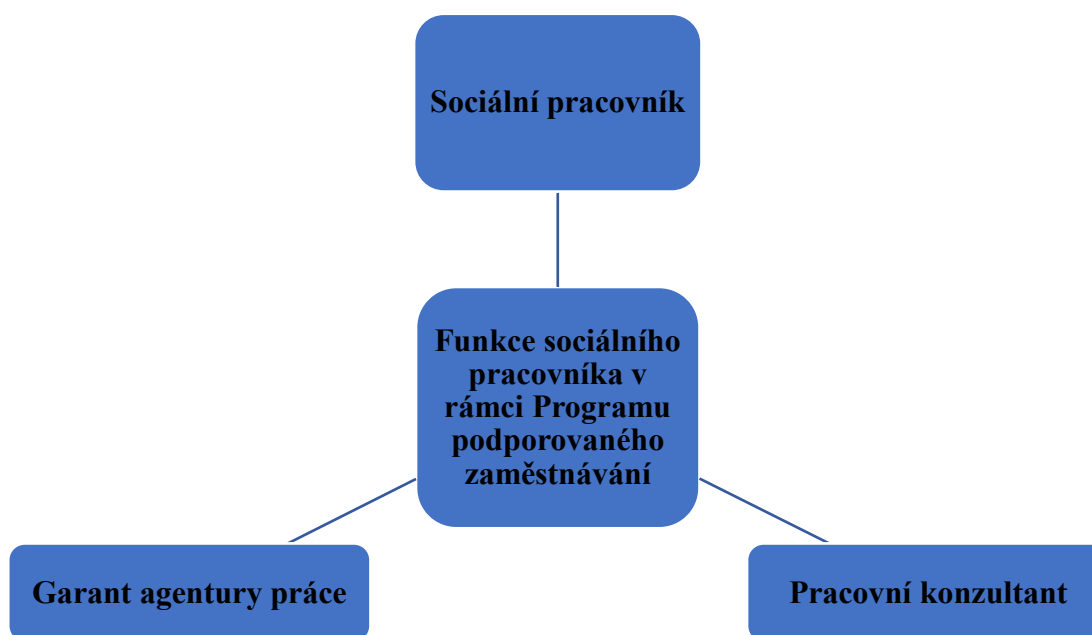 Sociální pracovník
Funkce sociálního
pracovníka v
rámci Programu
podporovaného
zaměstnávání
Garant agentury práce
Pracovní konzultant